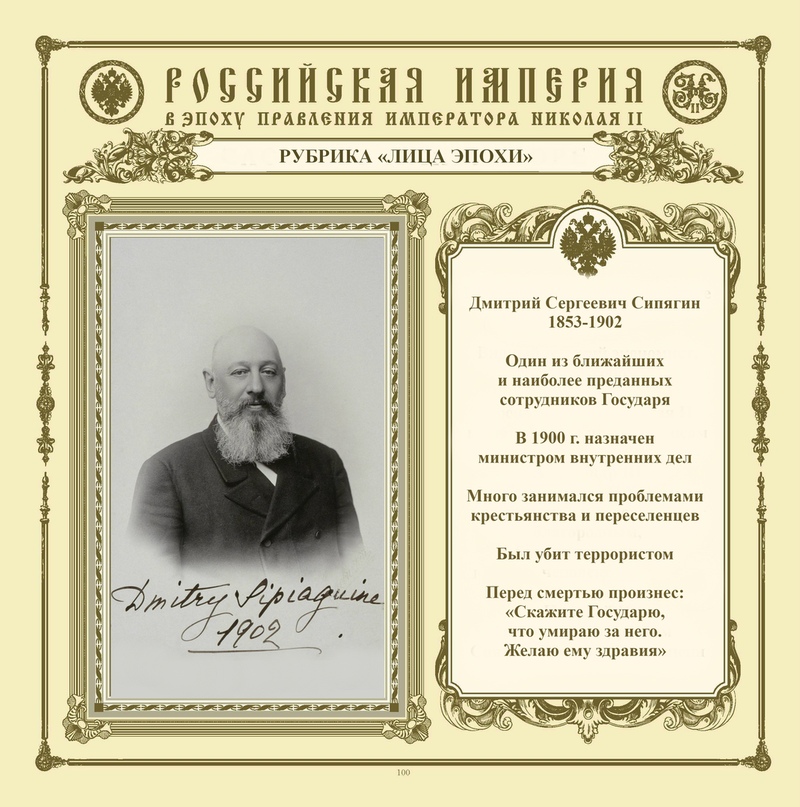 РОССИЙСКАЯ ИМПЕРИЯ
В ЭПОХУ ПРАВЛЕНИЯ ИМПЕРАТОРА НИКОЛАЯ II
РУБРИКА «ЛИЦА ЭПОХИ»
Dmitry Sipiaguine
1902
Дмитрий Сергеевич Сипягин
1853-1902
Один из ближайших
и наиболее преданных
сотрудников Государя
В 1900 г. назначен
министром внутренних дел
Много занимался проблемами
крестьянства и переселенцев
Был убит террористом
Перед смертью произнес:
«Скажите Государю,
что умираю за него.
Желаю ему здравия»
100